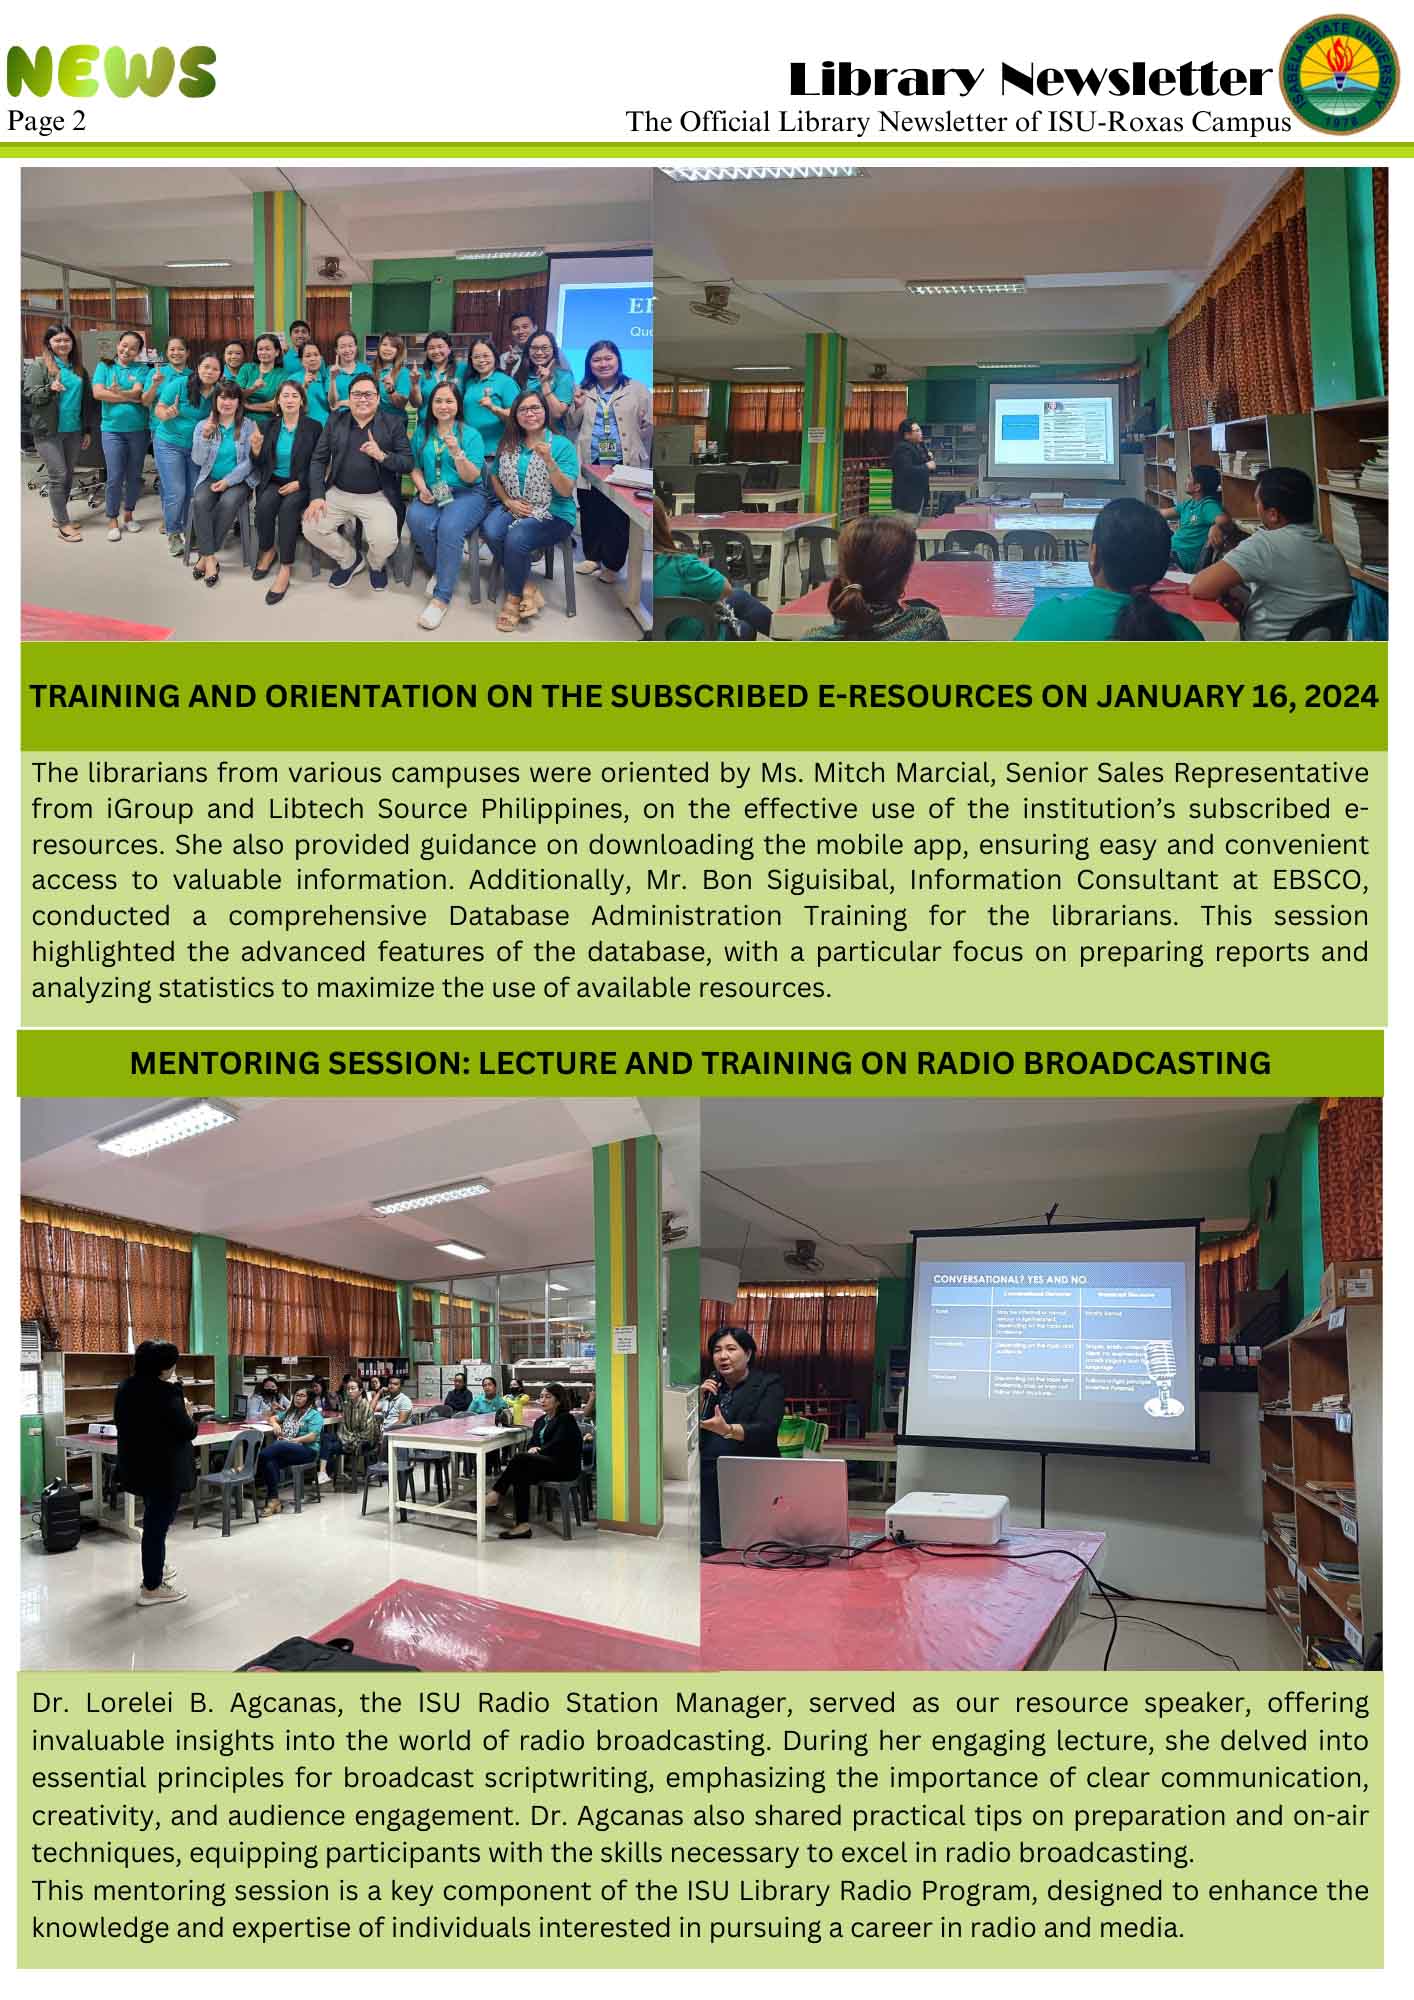 NEWS
Page 2
Library Newsletter
The Official Library Newsletter of ISU-Roxas Campus
ISABELA STATE UNIVERSITY
1978
TRAINING AND ORIENTATION ON THE SUBSCRIBED E-RESOURCES ON JANUARY 16, 2024
The librarians from various campuses were oriented by Ms. Mitch Marcial, Senior Sales Representative
from iGroup and Libtech Source Philippines, on the effective use of the institution’s subscribed e-
resources. She also provided guidance on downloading the mobile app, ensuring easy and convenient
access to valuable information. Additionally, Mr. Bon Siguisibal, Information Consultant at EBSCO,
conducted a comprehensive Database Administration Training for the librarians. This session
highlighted the advanced features of the database, with a particular focus on preparing reports and
analyzing statistics to maximize the use of available resources.
MENTORING SESSION: LECTURE AND TRAINING ON RADIO BROADCASTING
CONVERSATIONAL? YES AND NO.
Dr. Lorelei B. Agcanas, the ISU Radio Station Manager, served as our resource speaker, offering
invaluable insights into the world of radio broadcasting. During her engaging lecture, she delved into
essential principles for broadcast scriptwriting, emphasizing the importance of clear communication,
creativity, and audience engagement. Dr. Agcanas also shared practical tips on preparation and on-air
techniques, equipping participants with the skills necessary to excel in radio broadcasting.
This mentoring session is a key component of the ISU Library Radio Program, designed to enhance the
knowledge and expertise of individuals interested in pursuing a career in radio and media.